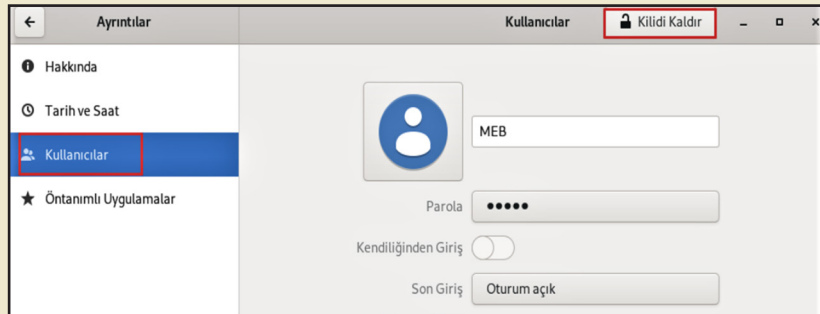 Ayrıntılar
Kullanıcılar
Kilidi Kaldır
Hakkında
Tarih ve Saat
Kullanıcılar
Öntanımlı Uygulamalar
MEB
Parola
•••••
Kendiliğinden Giriş
Son Giriş
Oturum açık